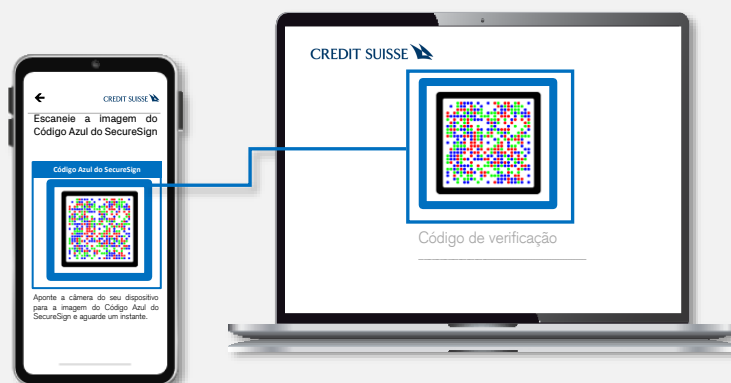 CREDIT SUISSE
Escaneie a imagem do
Código Azul do SecureSign
Código Azul do SecureSign
Aponte a câmera do seu dispositivo
para a imagem do Código Azul do
SecureSign e aguarde um instante.
CREDIT SUISSE
Código de verificação